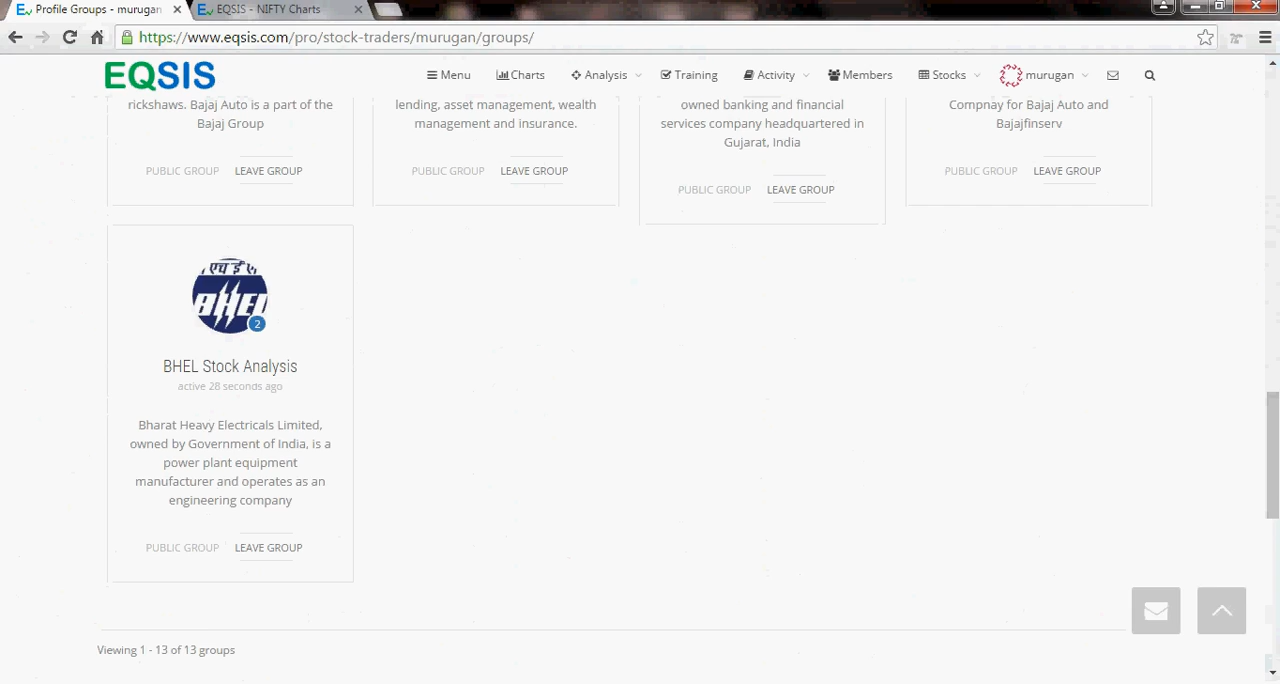 Profile Groups - murugan
EQSIS - NIFTY Charts
https://www.eqsis.com/pro/stock-traders/murugan/groups/
EQSIS
Menu Charts Analysis Training Activity Members Stocks murugan
rickshaws. Bajaj Auto is a part of the
Bajaj Group
PUBLIC GROUP LEAVE GROUP
lending, asset management, wealth
management and insurance.
PUBLIC GROUP LEAVE GROUP
owned banking and financial
services company headquartered in
Gujarat, India
PUBLIC GROUP LEAVE GROUP
Compnay for Bajaj Auto and
Bajajfinserv
PUBLIC GROUP LEAVE GROUP
BHEL
2
BHEL Stock Analysis
active 28 seconds ago
Bharat Heavy Electricals Limited,
owned by Government of India, is a
power plant equipment
manufacturer and operates as an
engineering company
PUBLIC GROUP LEAVE GROUP
Viewing 1 - 13 of 13 groups